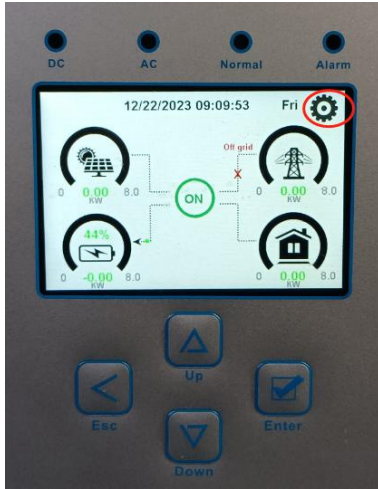 DC AC Normal Alarm
12/22/2023 09:09:53 Fri
Off grid
0 0.00 8.0
KW
0 0.00 8.0
KW
ON
44%
0 -0.00 8.0
KW
0 0.00 8.0
KW
Up
Esc
Enter
Down